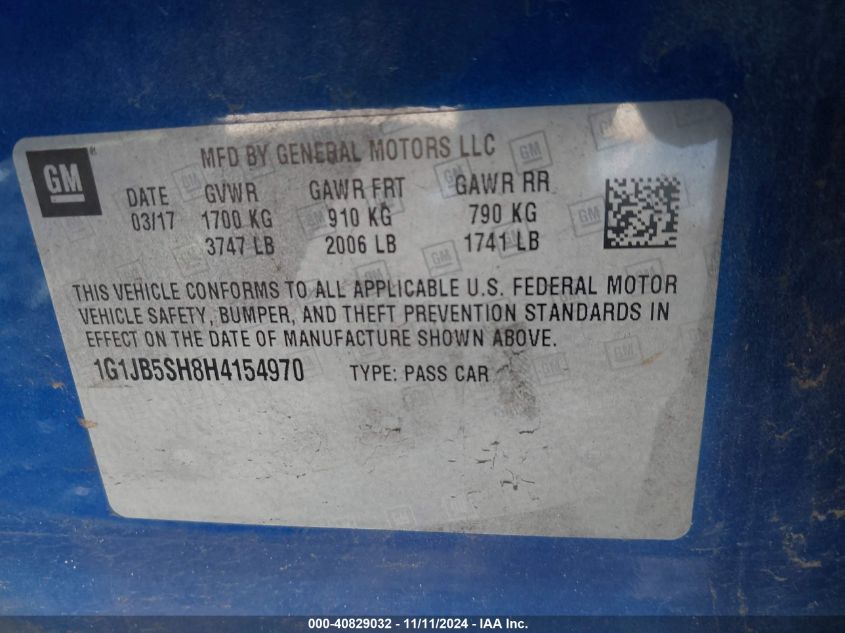 GM
MFD BY GENERAL MOTORS LLC
DATE GVWR GAWR FRT GAWR RR
03/17 1700 KG 910 KG 790 KG
3747 LB 2006 LB 1741 LB
THIS VEHICLE CONFORMS TO ALL APPLICABLE U.S. FEDERAL MOTOR
VEHICLE SAFETY, BUMPER, AND THEFT PREVENTION STANDARDS IN
EFFECT ON THE DATE OF MANUFACTURE SHOWN ABOVE.
1G1JB5SH8H4154970 TYPE: PASS CAR
000-40829032 - 11/11/2024 - IAA Inc.